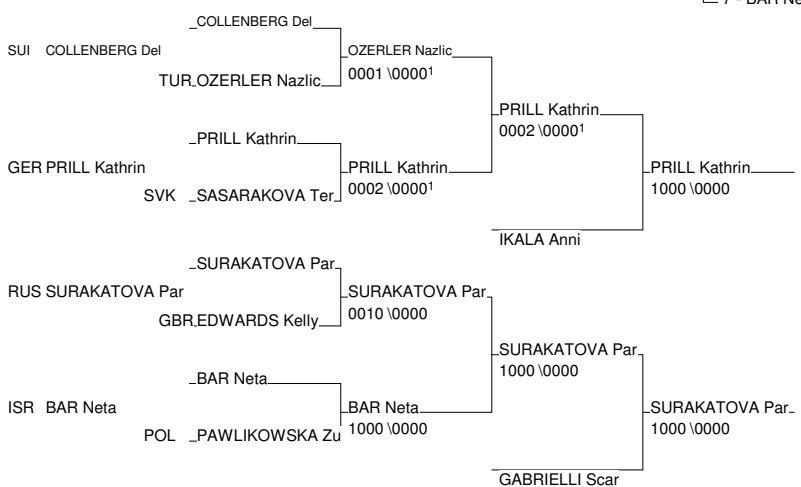 7 - BAR Ne
COLLENBERG Del
SUI COLLENBERG Del
OZERLER Nazlic
0001 \0000¹
TUR OZERLER Nazlic
PRILL Kathrin
0002 \0000¹
PRILL Kathrin
GER PRILL Kathrin
PRILL Kathrin
0002 \0000¹
PRILL Kathrin
1000 \0000
SVK SASARAKOVA Ter
IKALA Anni
SURAKATOVA Par
RUS SURAKATOVA Par
SURAKATOVA Par
0010 \0000
GBR EDWARDS Kelly
SURAKATOVA Par
1000 \0000
BAR Neta
ISR BAR Neta
BAR Neta
1000 \0000
SURAKATOVA Par
1000 \0000
POL PAWLIKOWSKA Zu
GABRIELLI Scar